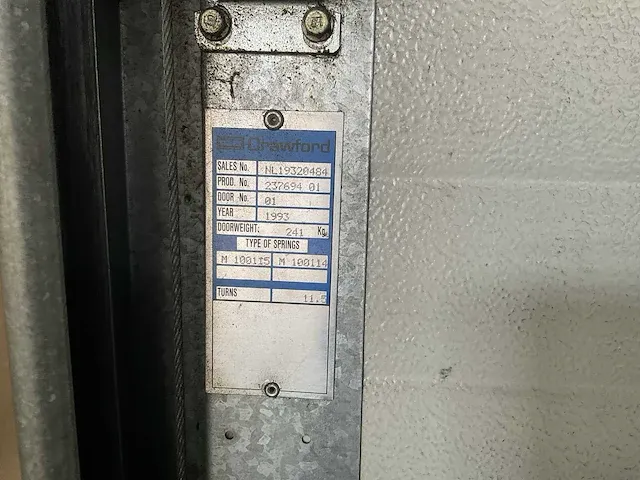 Crawford
SALES No. NL19320484
PROD. No. 237694 01
DOOR No. 01
YEAR 1993
DOORWEIGHT: 241 Kg
TYPE OF SPRINGS
M 100115 M 100114
TURNS 11.5